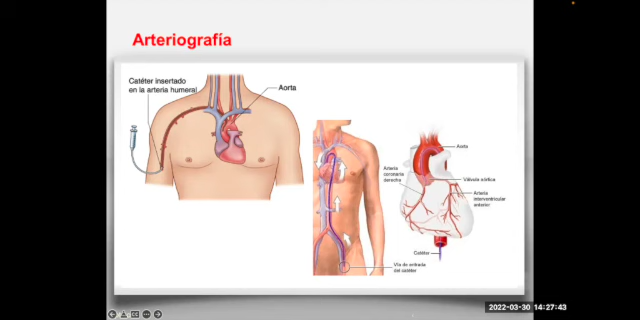 Arteriografía
Catéter insertado
en la arteria humeral
Aorta
Aorta
Arteria
coronaria
derecha
Válvula aórtica
Arteria
interventricular
anterior
Catéter
Vía de entrada
del catéter
2022-03-30 14:27:43